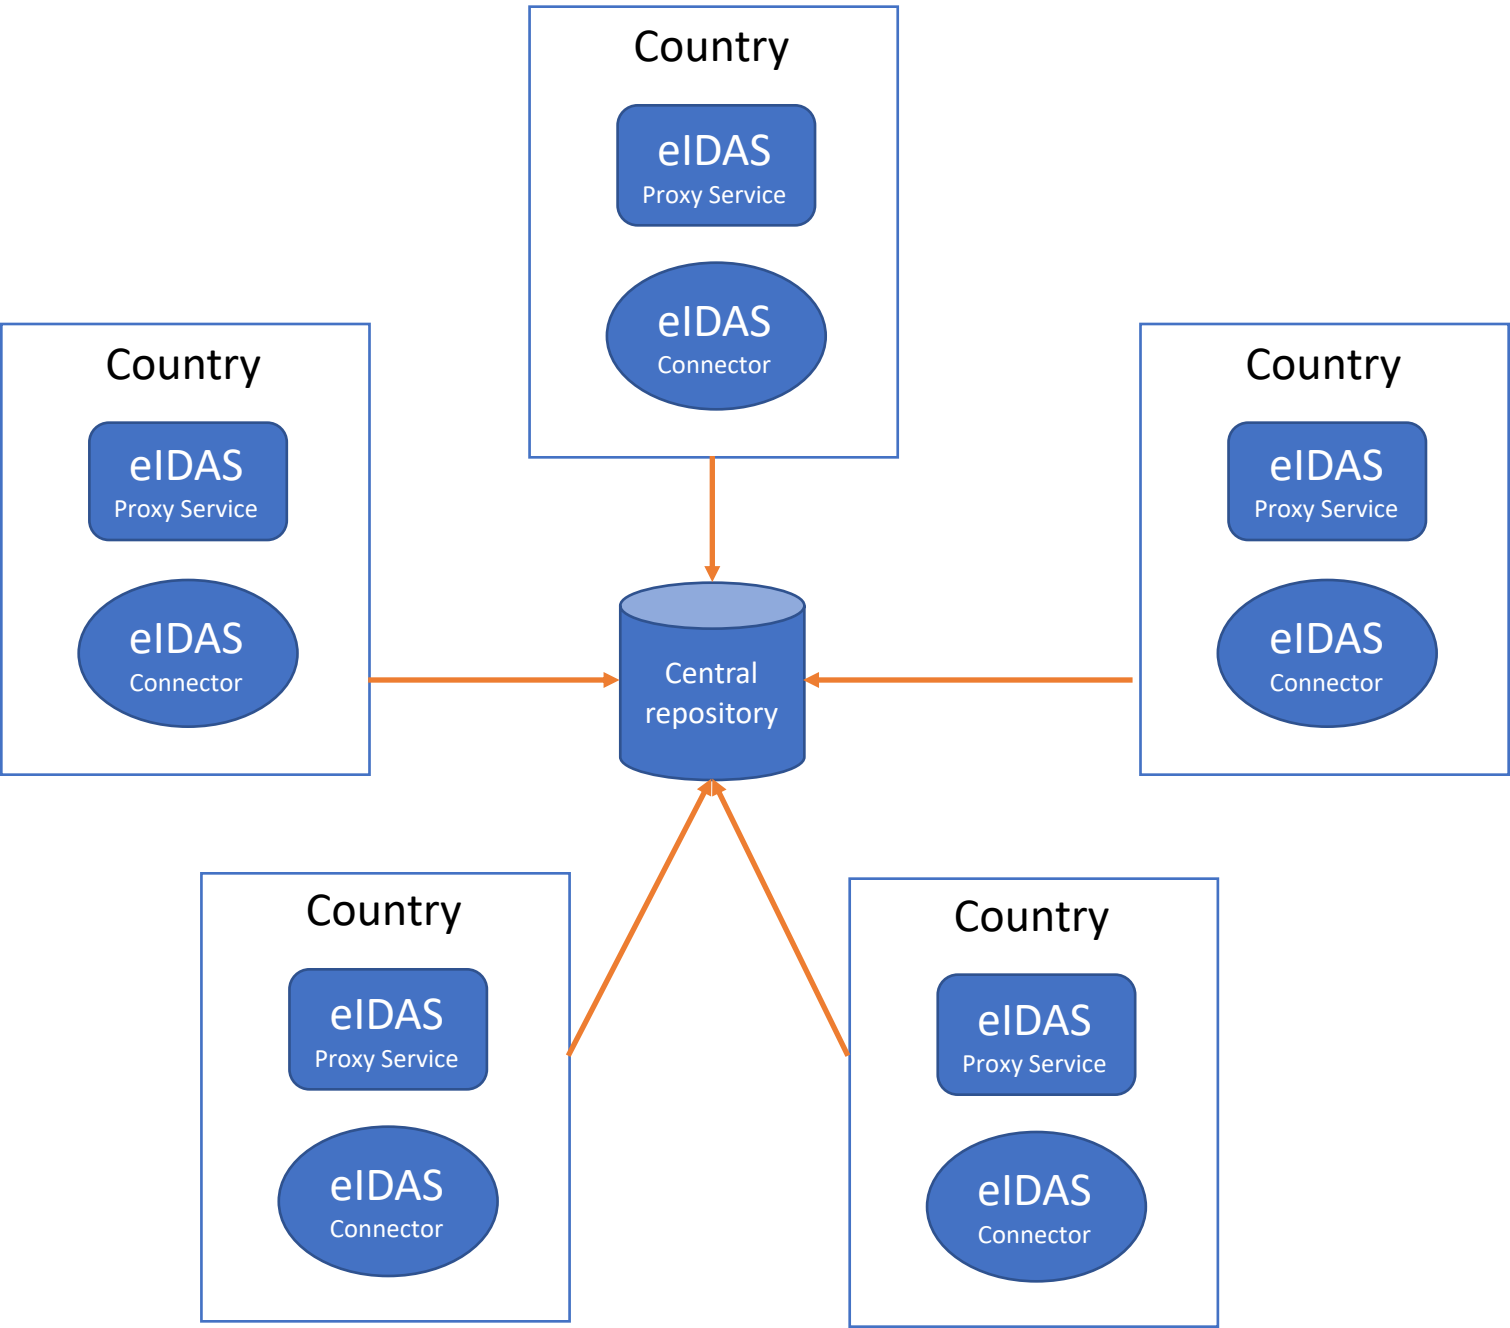 Country
eIDAS
Proxy Service
eIDAS
Connector
Country
eIDAS
Proxy Service
eIDAS
Connector
Country
eIDAS
Proxy Service
eIDAS
Connector
Central
repository
Country
eIDAS
Proxy Service
eIDAS
Connector
Country
eIDAS
Proxy Service
eIDAS
Connector